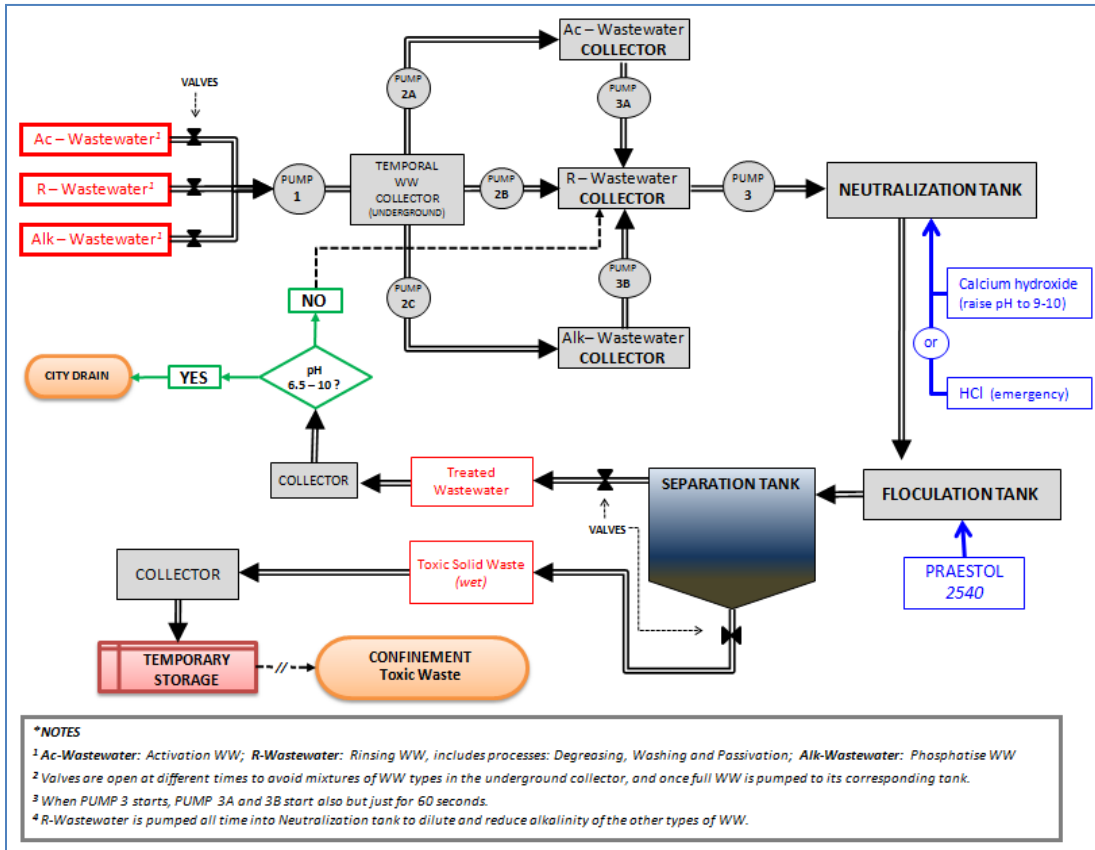 Ac – Wastewater
COLLECTOR
PUMP
2A
PUMP
3A
VALVES
Ac – Wastewater¹
R – Wastewater¹
Alk – Wastewater¹
PUMP
1
TEMPORAL
WW
COLLECTOR
(UNDERGROUND)
PUMP
2B
R – Wastewater
COLLECTOR
PUMP
3
NEUTRALIZATION TANK
PUMP
2C
PUMP
3B
Alk– Wastewater
COLLECTOR
Calcium hydroxide
(raise pH to 9-10)
or
HCl (emergency)
NO
pH
6.5 – 10 ?
YES
CITY DRAIN
COLLECTOR
Treated
Wastewater
VALVES
SEPARATION TANK
FLOCULATION TANK
PRAESTOL
2540
COLLECTOR
Toxic Solid Waste
(wet)
TEMPORARY
STORAGE
//
CONFINEMENT
Toxic Waste
*NOTES
¹ Ac-Wastewater: Activation WW; R-Wastewater: Rinsing WW, includes processes: Degreasing, Washing and Passivation; Alk-Wastewater: Phosphatise WW
² Valves are open at different times to avoid mixtures of WW types in the underground collector, and once full WW is pumped to its corresponding tank.
³ When PUMP 3 starts, PUMP 3A and 3B start also but just for 60 seconds.
⁴ R-Wastewater is pumped all time into Neutralization tank to dilute and reduce alkalinity of the other types of WW.